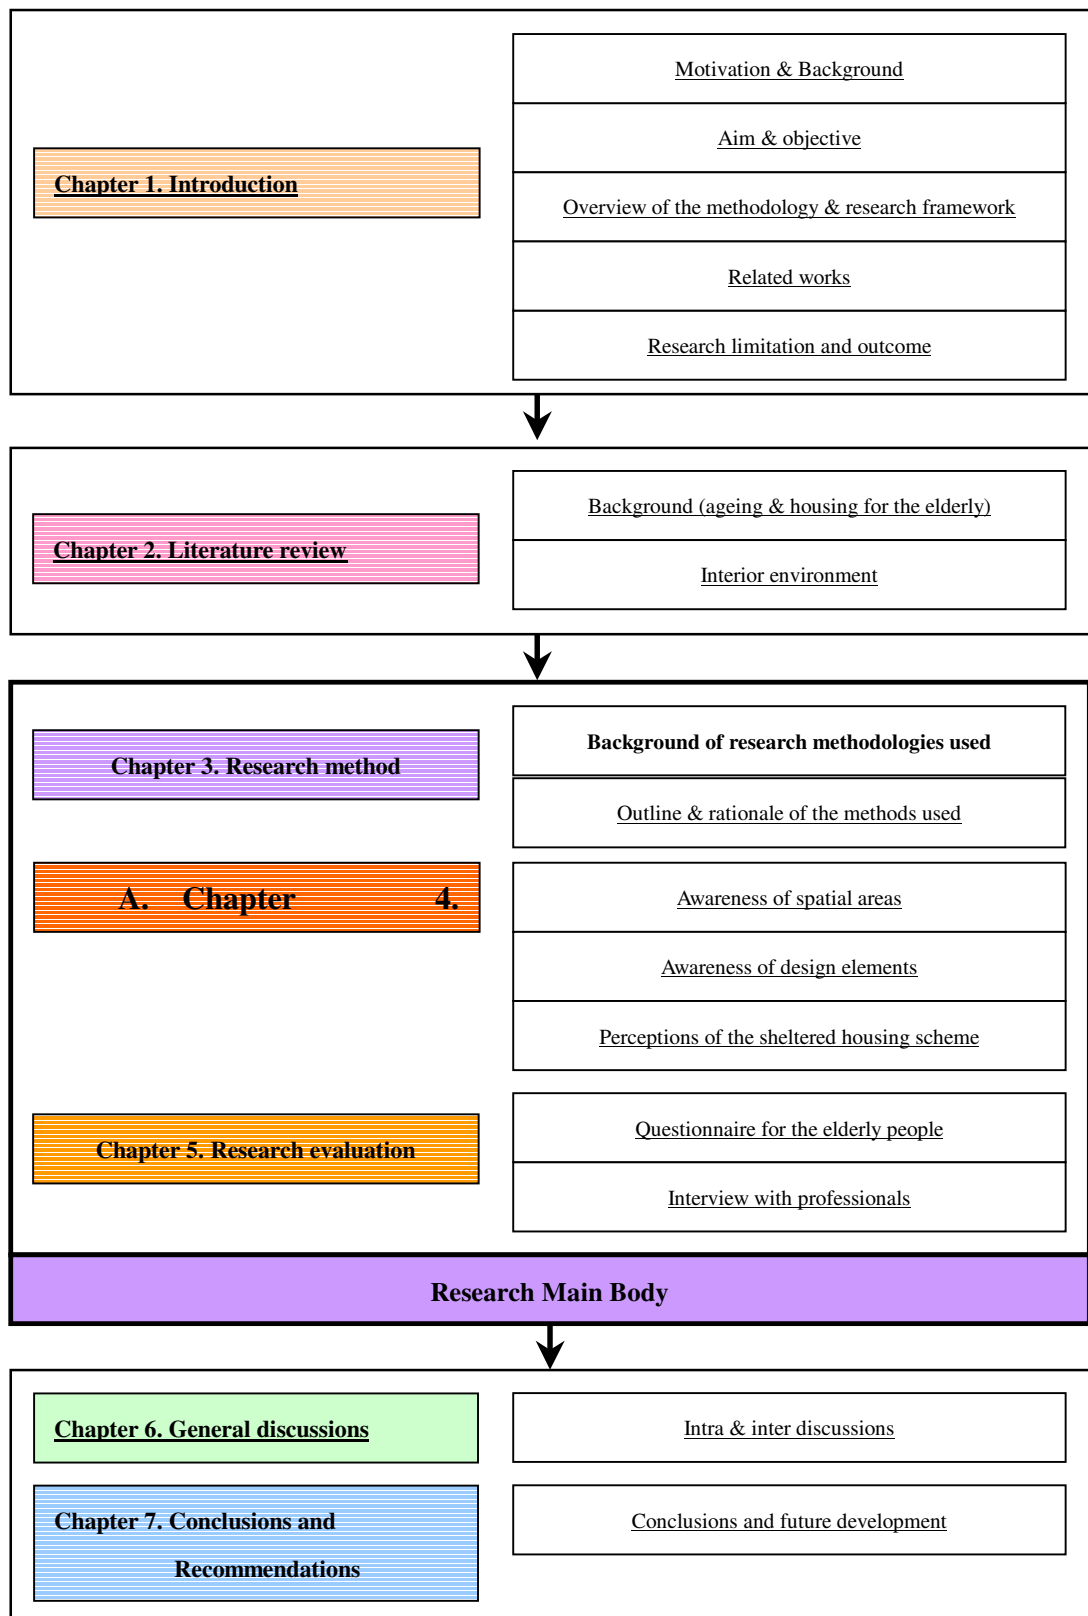 Motivation & Background
Aim & objective
Chapter 1. Introduction
Overview of the methodology & research framework
Related works
Research limitation and outcome
Background (ageing & housing for the elderly)
Chapter 2. Literature review
Interior environment
Background of research methodologies used
Chapter 3. Research method
Outline & rationale of the methods used
A. Chapter 4.
Awareness of spatial areas
Awareness of design elements
Perceptions of the sheltered housing scheme
Questionnaire for the elderly people
Chapter 5. Research evaluation
Interview with professionals
Research Main Body
Chapter 6. General discussions
Intra & inter discussions
Chapter 7. Conclusions and
Recommendations
Conclusions and future development